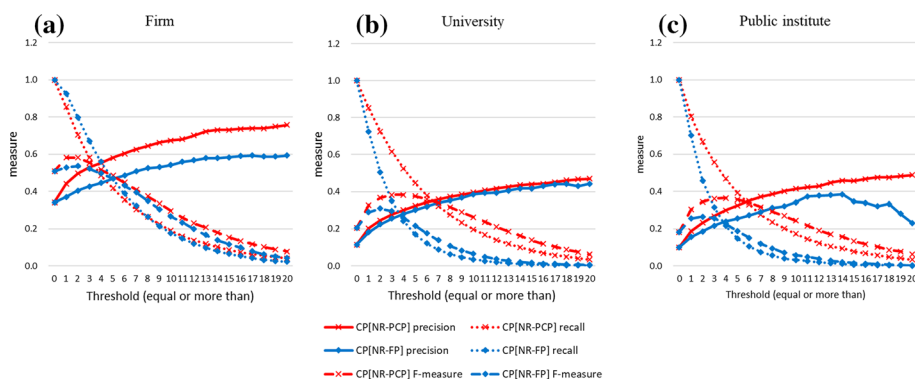 (a) Firm
(b) University
(c) Public institute
measure
1.2
1.0
0.8
0.6
0.4
0.2
0.0
0 1 2 3 4 5 6 7 8 9 10 11 12 13 14 15 16 17 18 19 20
Threshold (equal or more than)
measure
1.2
1.0
0.8
0.6
0.4
0.2
0.0
0 1 2 3 4 5 6 7 8 9 10 11 12 13 14 15 16 17 18 19 20
Threshold (equal or more than)
measure
1.2
1.0
0.8
0.6
0.4
0.2
0.0
0 1 2 3 4 5 6 7 8 9 10 11 12 13 14 15 16 17 18 19 20
Threshold (equal or more than)
CP[NR-PCP] precision
CP[NR-PCP] recall
CP[NR-FP] precision
CP[NR-FP] recall
CP[NR-PCP] F-measure
CP[NR-FP] F-measure